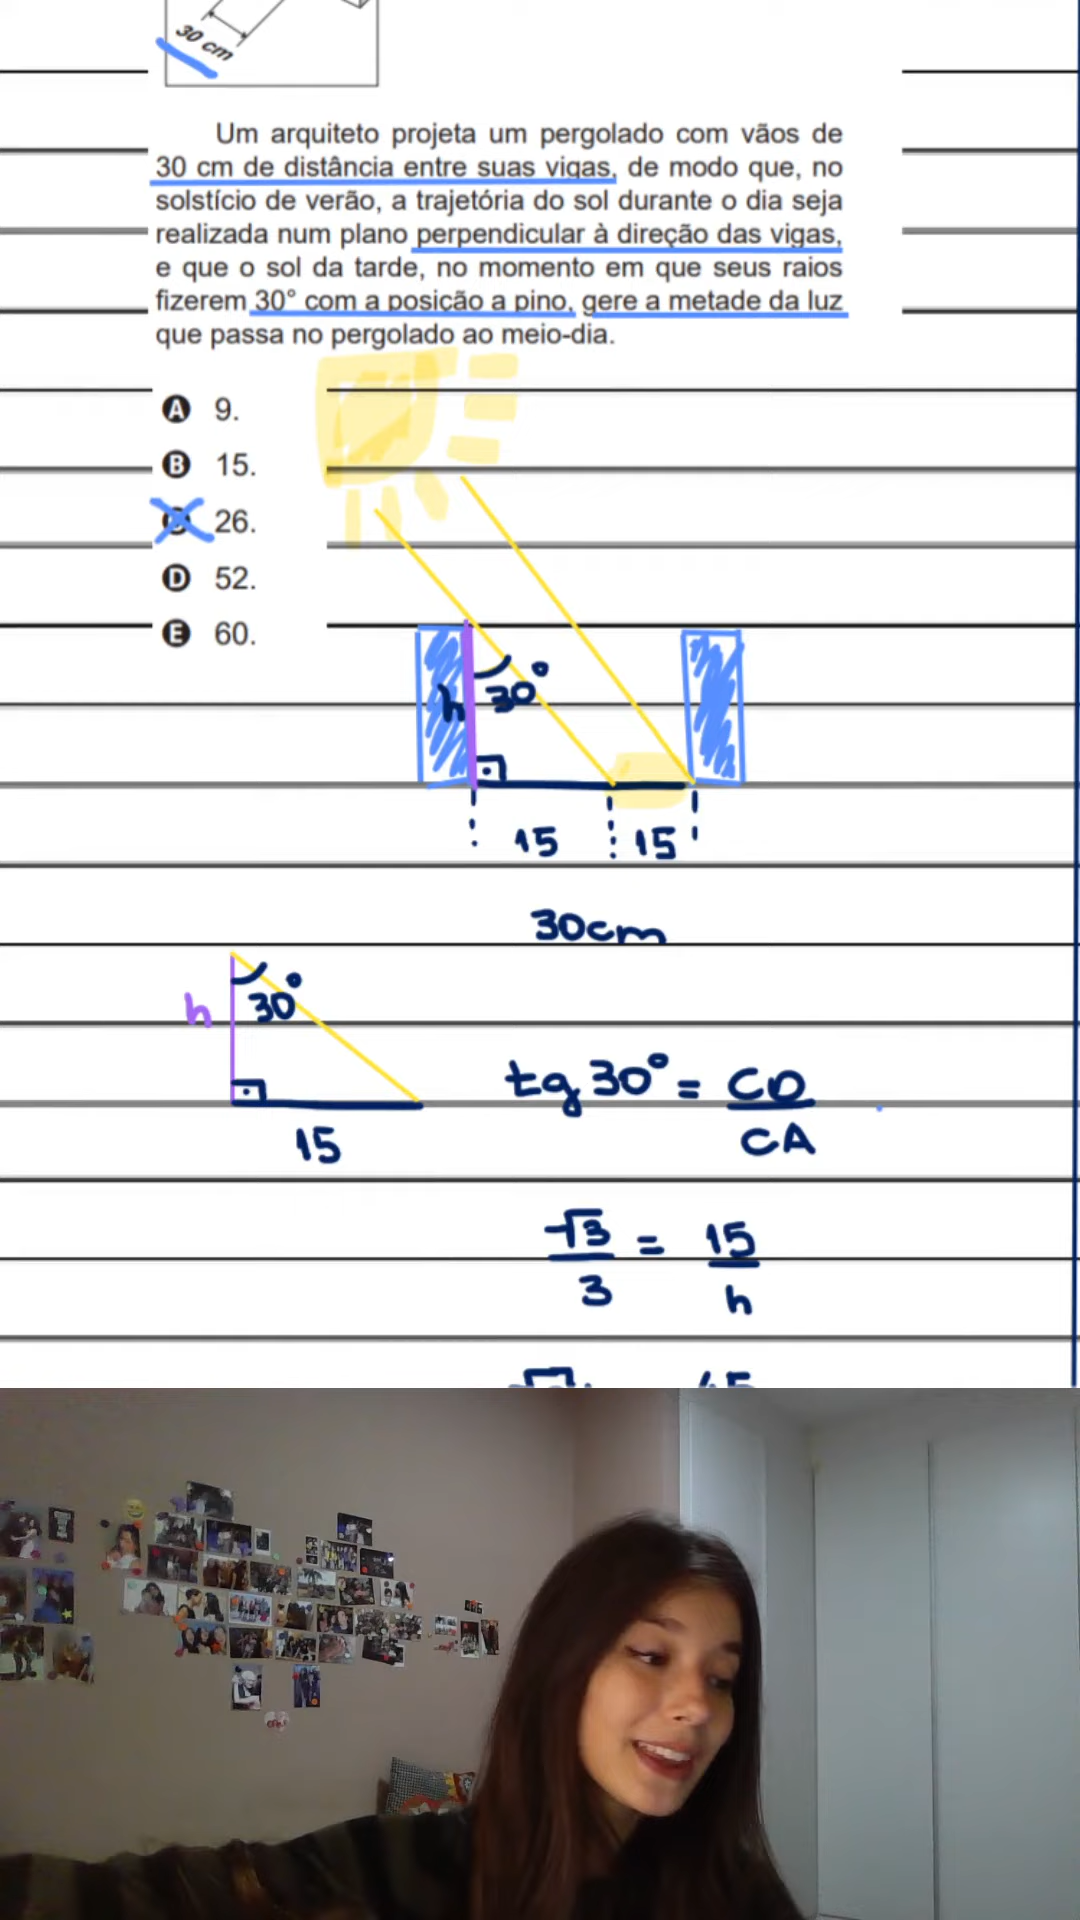 30 cm
Um arquiteto projeta um pergolado com vãos de
30 cm de distância entre suas vigas, de modo que, no
solstício de verão, a trajetória do sol durante o dia seja
realizada num plano perpendicular à direção das vigas,
e que o sol da tarde, no momento em que seus raios
fizerem 30° com a posição a pino, gere a metade da luz
que passa no pergolado ao meio-dia.
A 9.
B 15.
C 26.
D 52.
E 60.
h 30°
15 15
30cm
h 30°
15
tg 30° = CO
CA
√3 = 15
3 h